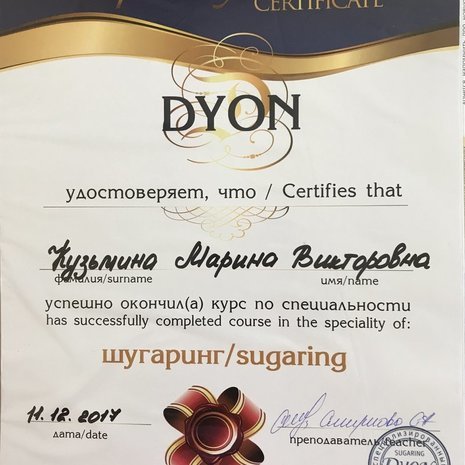 CERTIFICATE
DYON
удостоверяет, что / Certifies that
Кузьмина Марина Викторовна
фамилия/surname имя/name
успешно окончил(а) курс по специальности
has successfully completed course in the speciality of:
шугаринг/sugaring
11.12.2017 Смирнова
дата/date преподаватель/teacher
SUGARING